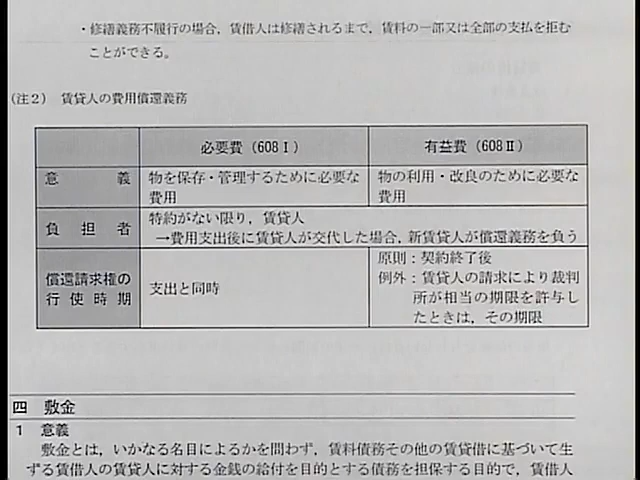 ・修繕義務不履行の場合，賃借人は修繕されるまで，賃料の一部又は全部の支払を拒む
ことができる。
(注2) 賃貸人の費用償還義務
必要費（608Ⅰ） 有益費（608Ⅱ）
意義 物を保存・管理するために必要な 物の利用・改良のために必要な
費用 費用
負担者 特約がない限り，賃貸人
→費用支出後に賃貸人が交代した場合，新賃貸人が償還義務を負う
償還請求権の
行使時期 支出と同時
原則：契約終了後
例外：賃貸人の請求により裁判
所が相当の期限を許与し
たときは，その期限
四 敷金
1 意義
敷金とは，いかなる名目によるかを問わず，賃料債務その他の賃貸借に基づいて生
ずる賃借人の賃貸人に対する金銭の給付を目的とする債務を担保する目的で，賃借人